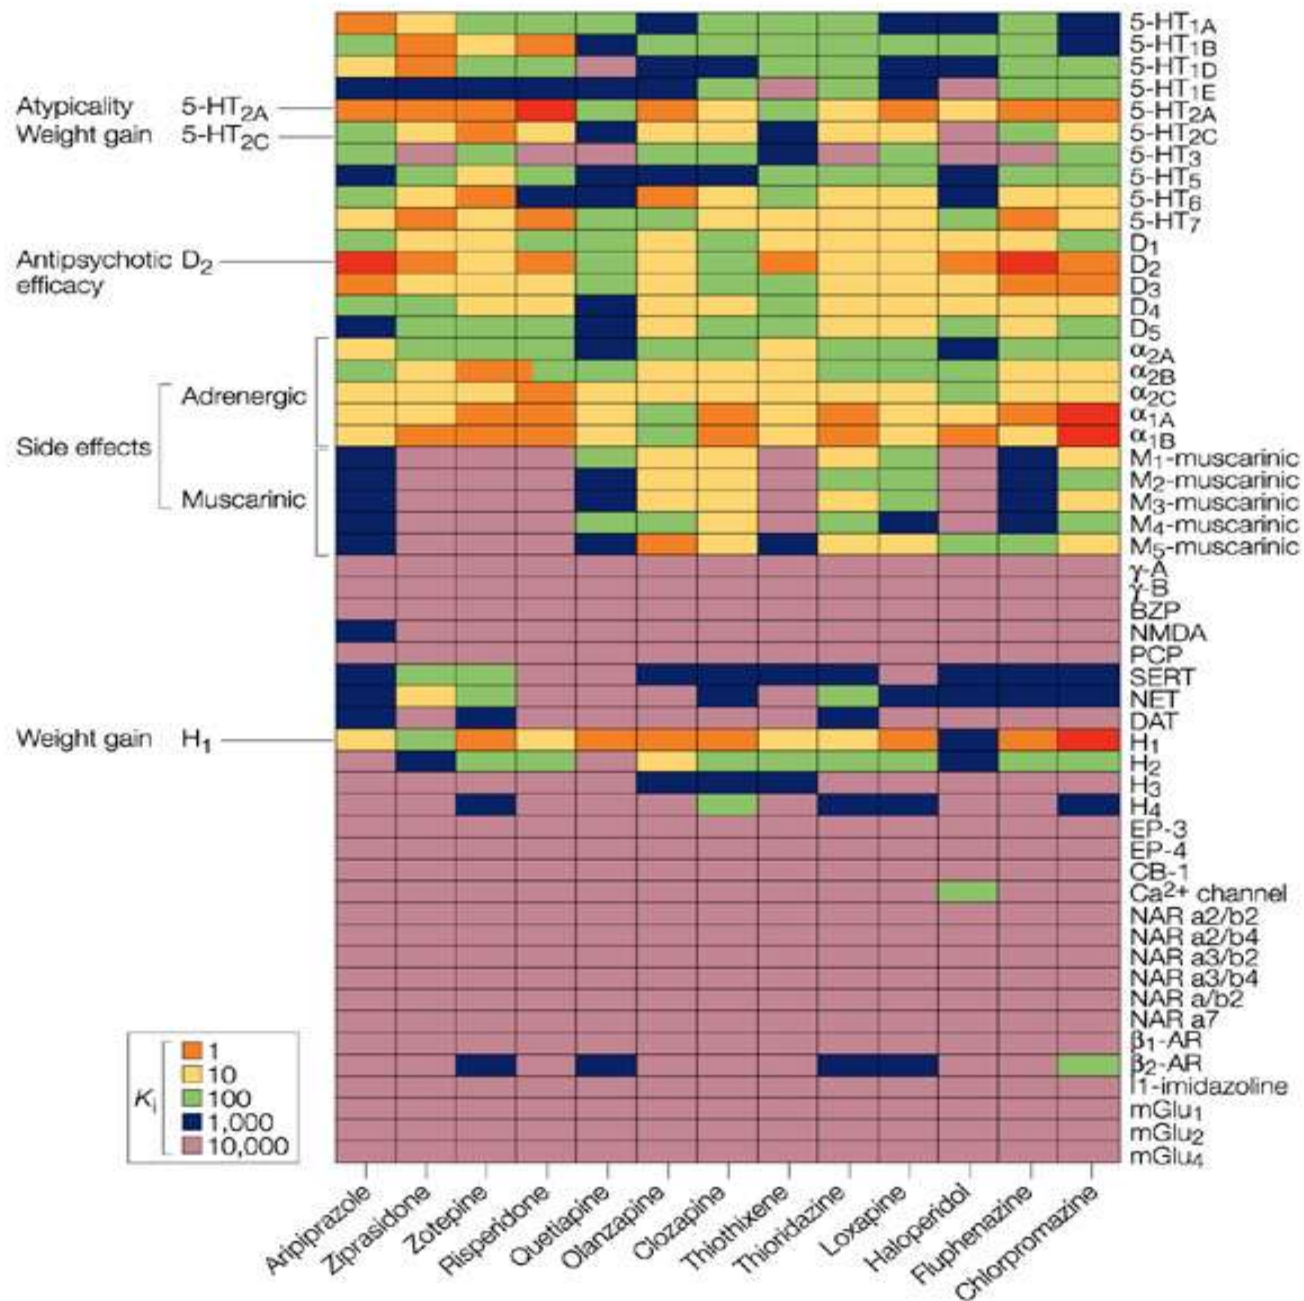 5-HT1A
5-HT1B
5-HT1D
5-HT1E
Atypicality 5-HT2A
5-HT2A
Weight gain 5-HT2C
5-HT2C
5-HT3
5-HT5
5-HT6
5-HT7
D1
Antipsychotic D2
efficacy
D2
D3
D4
D5
α2A
α2B
α2C
α1A
α1B
Adrenergic
Side effects
Muscarinic
M1-muscarinic
M2-muscarinic
M3-muscarinic
M4-muscarinic
M5-muscarinic
γ-A
γ-B
BZP
NMDA
PCP
SERT
NET
DAT
Weight gain H1
H1
H2
H3
H4
EP-3
EP-4
CB-1
Ca2+ channel
NAR a2/b2
NAR a2/b4
NAR a3/b2
NAR a3/b4
NAR a/b2
NAR a7
β1-AR
β2-AR
I1-imidazoline
mGlu1
mGlu2
mGlu4
Ki
1
10
100
1,000
10,000
Aripiprazole
Ziprasidone
Zotepine
Risperidone
Quetiapine
Olanzapine
Clozapine
Thiothixene
Thioridazine
Loxapine
Haloperidol
Fluphenazine
Chlorpromazine